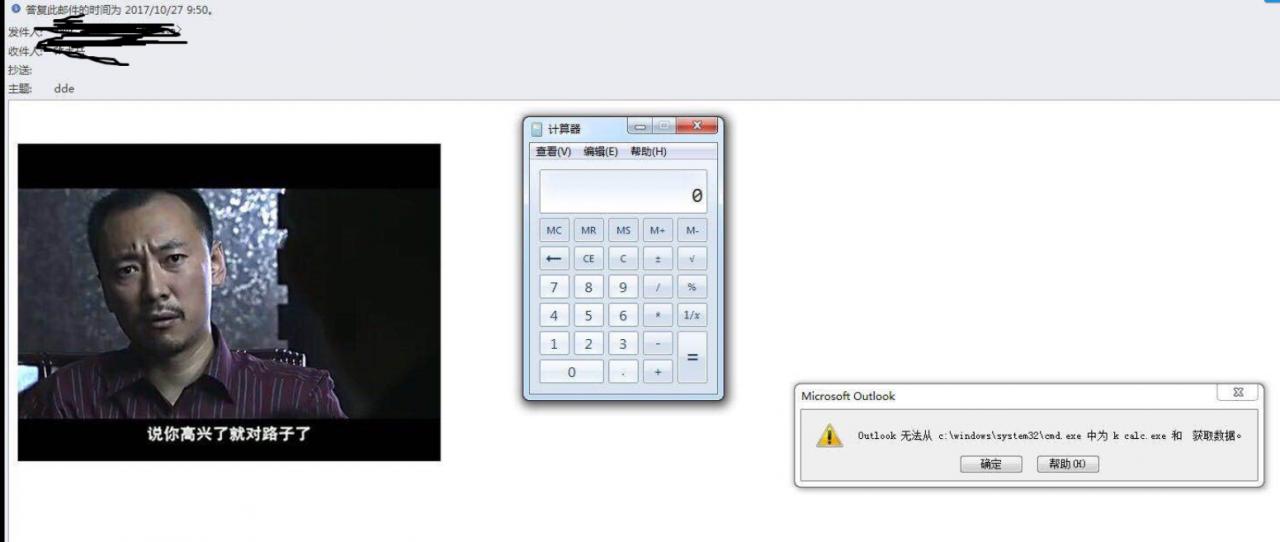 答复此邮件的时间为 2017/10/27 9:50。
发件人:
收件人:
抄送:
主题: dde
计算器
查看(V) 编辑(E) 帮助(H)
0
MC MR MS M+ M-
← CE C ± √
7 8 9 / %
4 5 6 * 1/x
1 2 3 - =
0 . +
说你高兴了就对路子了
Microsoft Outlook
Outlook 无法从 c:\windows\system32\cmd.exe 中为 k calc.exe 和 获取数据。
确定 帮助(H)